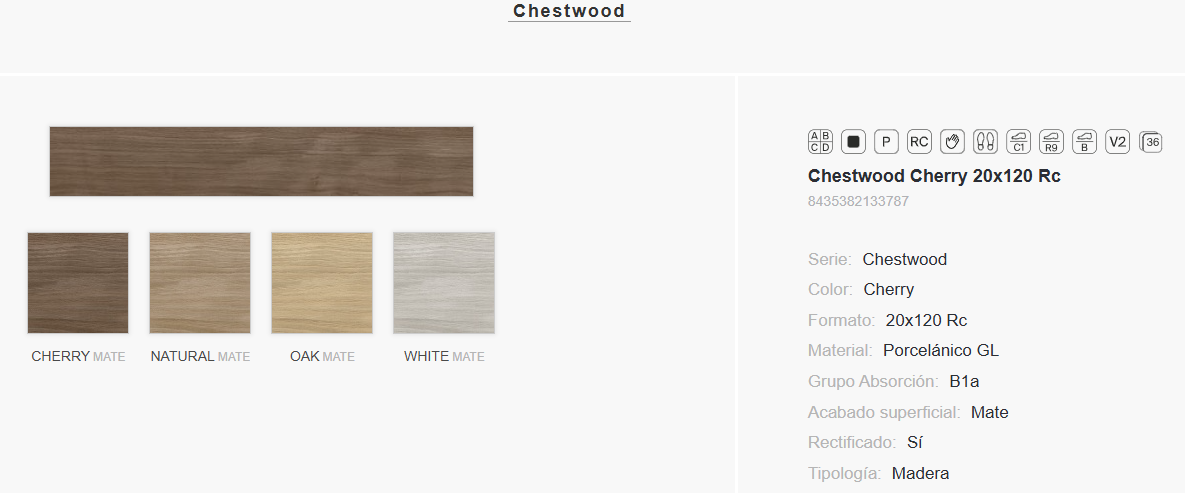 Chestwood
A B
C D
P
RC
C1
R9
B
V2
36
Chestwood Cherry 20x120 Rc
8435382133787
Serie: Chestwood
Color: Cherry
Formato: 20x120 Rc
Material: Porcelánico GL
Grupo Absorción: B1a
Acabado superficial: Mate
Rectificado: Sí
Tipología: Madera
CHERRY MATE
NATURAL MATE
OAK MATE
WHITE MATE